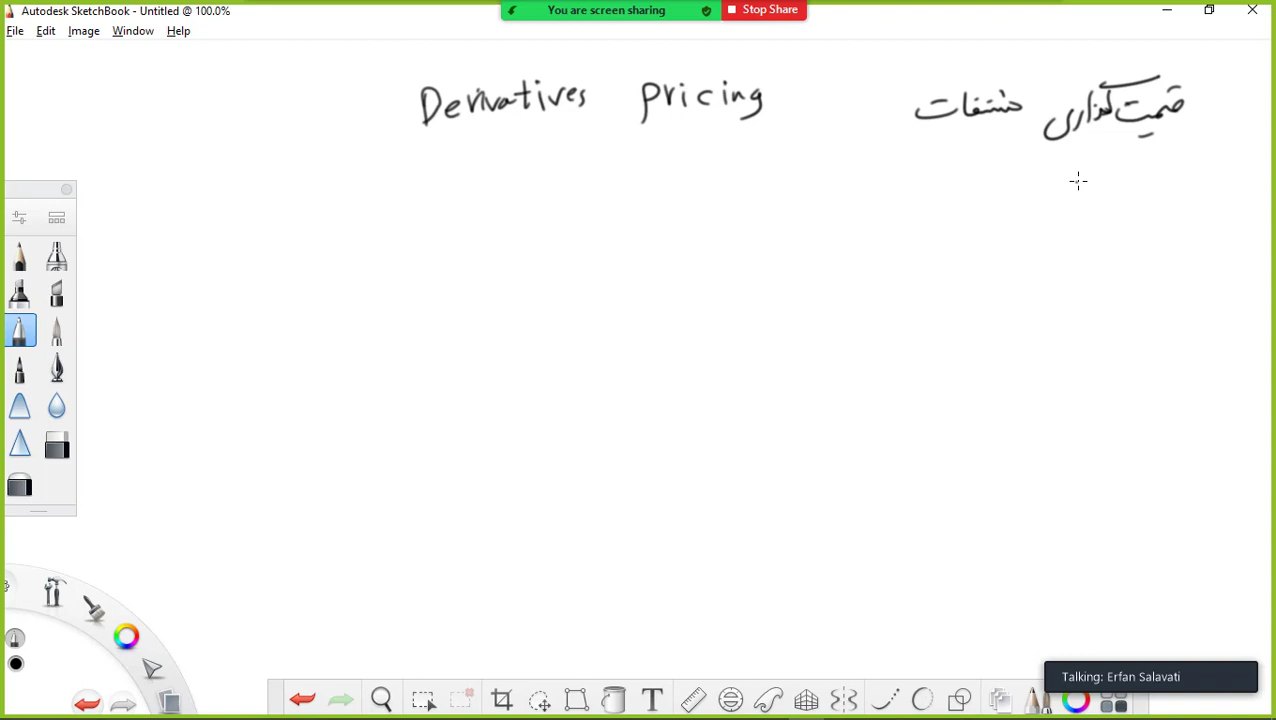 Autodesk SketchBook - Untitled @ 100.0%
You are screen sharing Stop Share
File Edit Image Window Help
Derivatives pricing قیمت‌گذاری مشتقات
Talking: Erfan Salavati